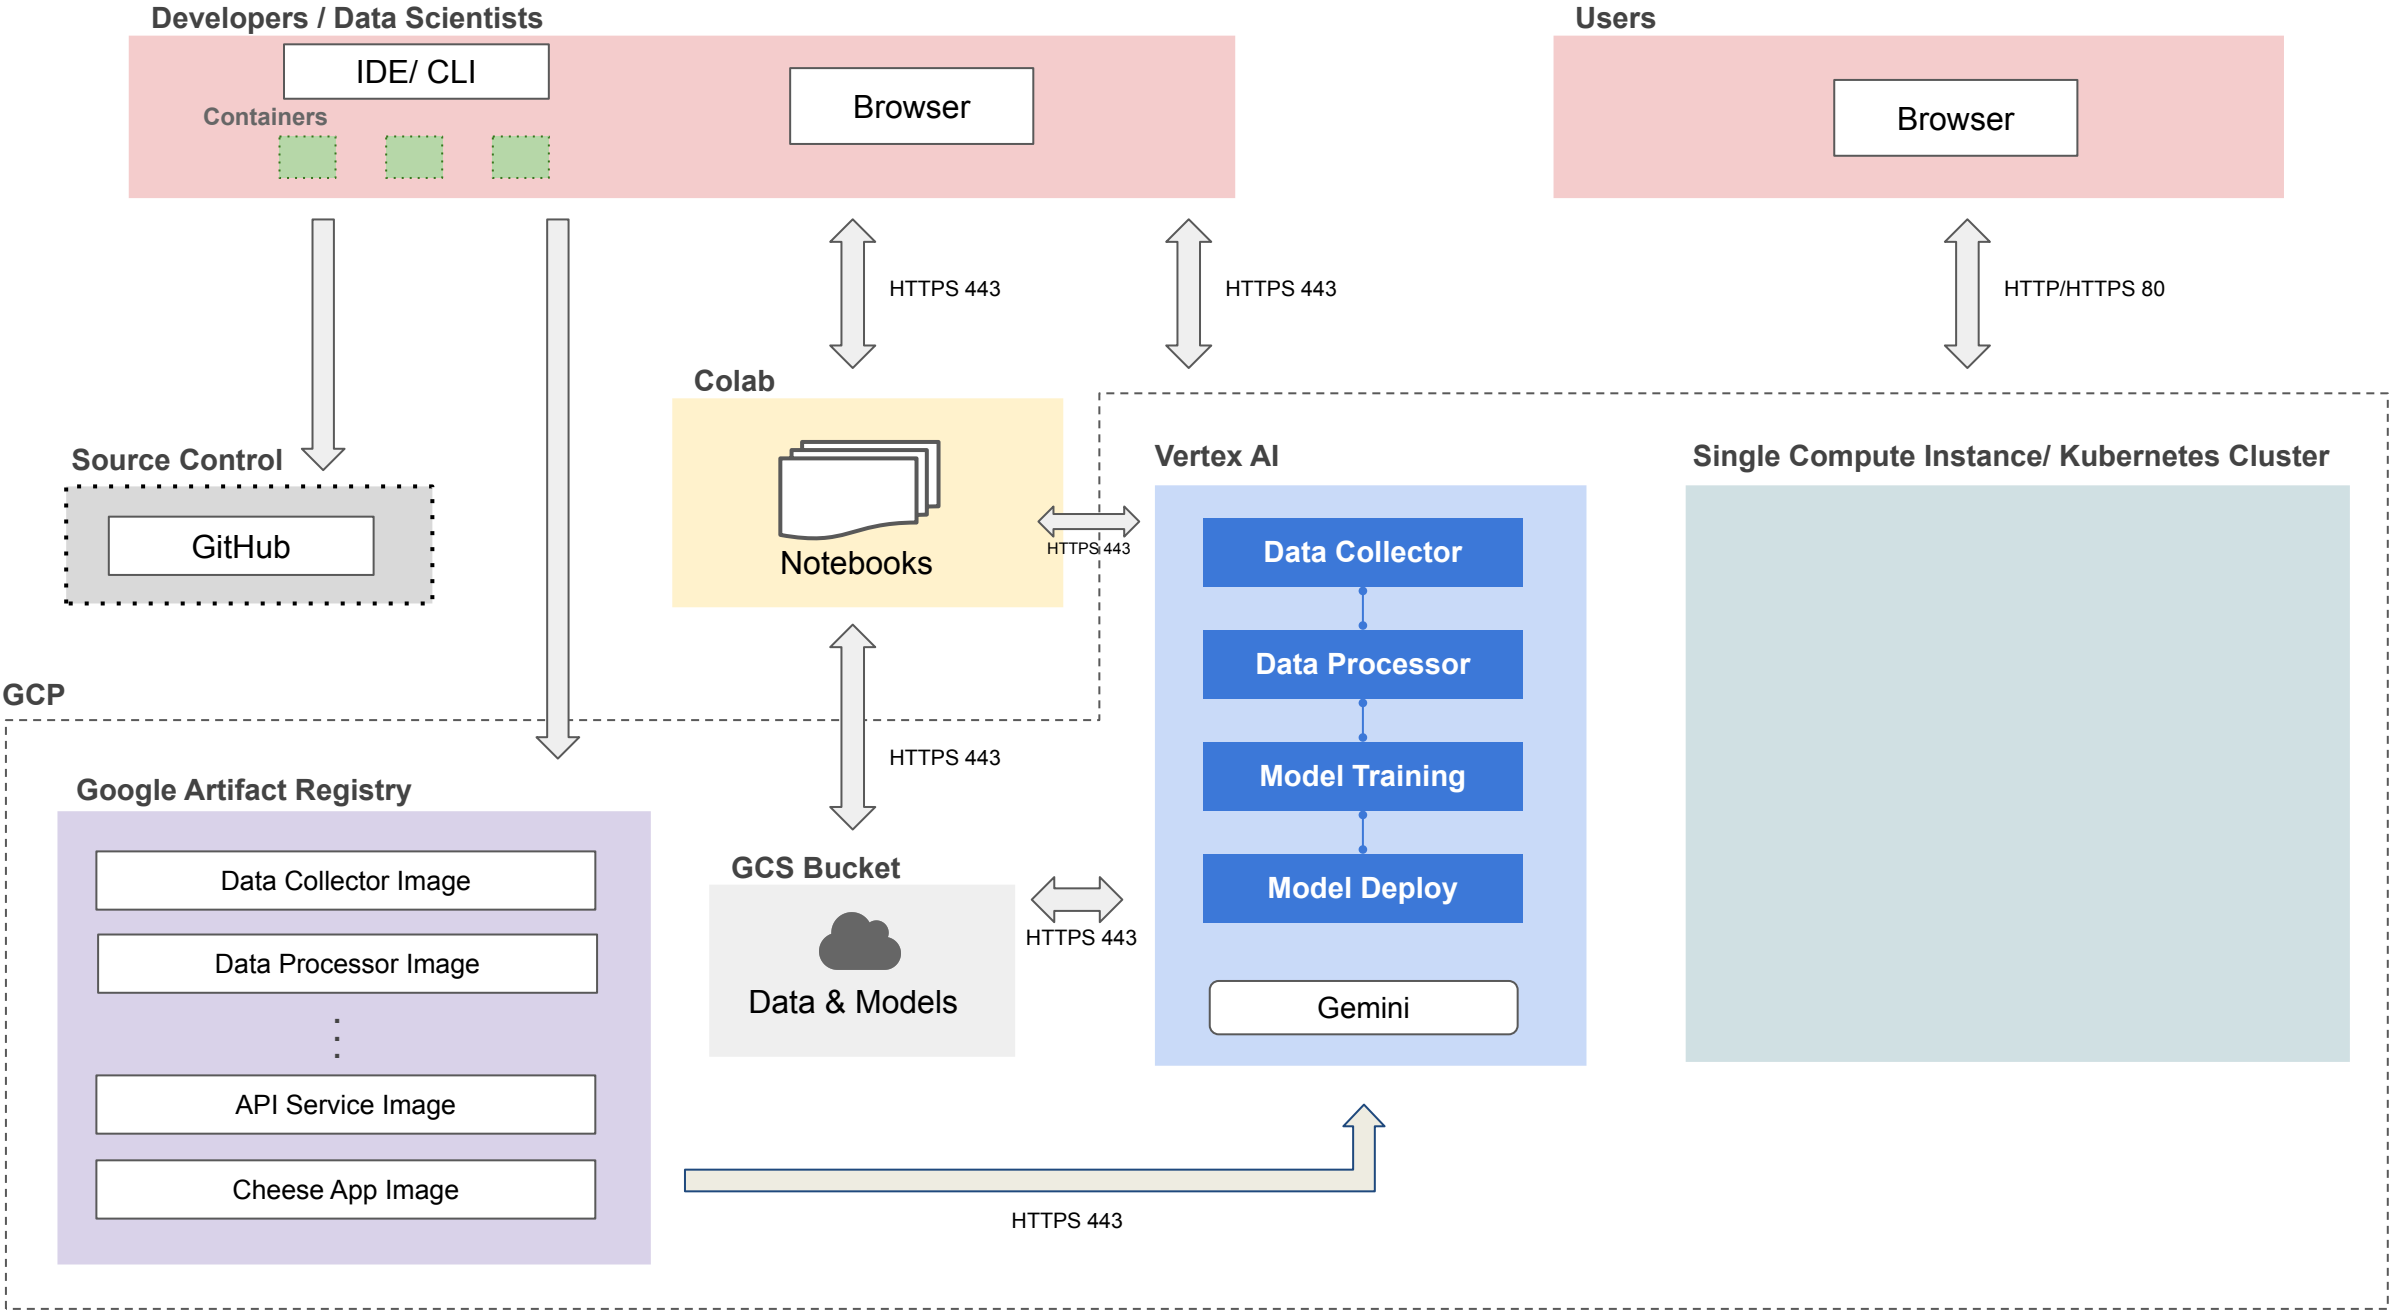 Developers / Data Scientists
Users
IDE/ CLI
Containers
Browser
Browser
HTTPS 443
HTTPS 443
HTTP/HTTPS 80
Colab
Notebooks
Source Control
GitHub
HTTPS 443
Vertex AI
Data Collector
Data Processor
Model Training
Model Deploy
Gemini
Single Compute Instance/ Kubernetes Cluster
GCP
HTTPS 443
Google Artifact Registry
Data Collector Image
Data Processor Image
. . .
API Service Image
Cheese App Image
GCS Bucket
Data & Models
HTTPS 443
HTTPS 443